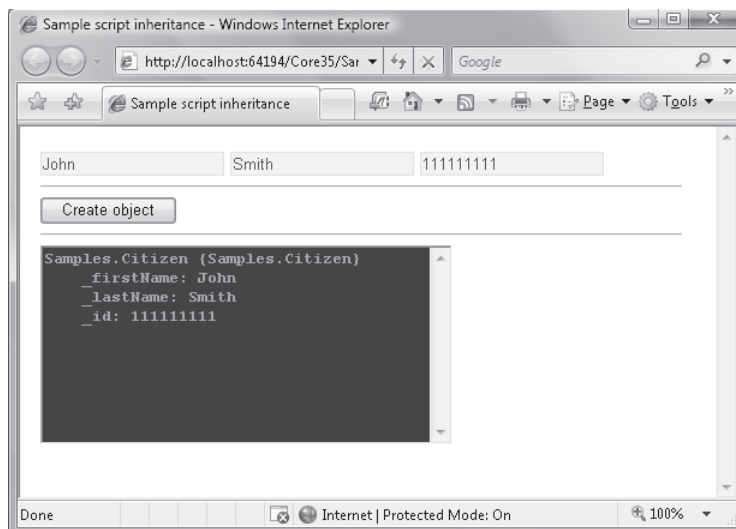 Sample script inheritance - Windows Internet Explorer
http://localhost:64194/Core35/Sar
Google
Sample script inheritance
Page
Tools
John Smith 111111111
Create object
Samples.Citizen {Samples.Citizen}
_firstName: John
_lastName: Smith
_id: 111111111
Done
Internet | Protected Mode: On
100%